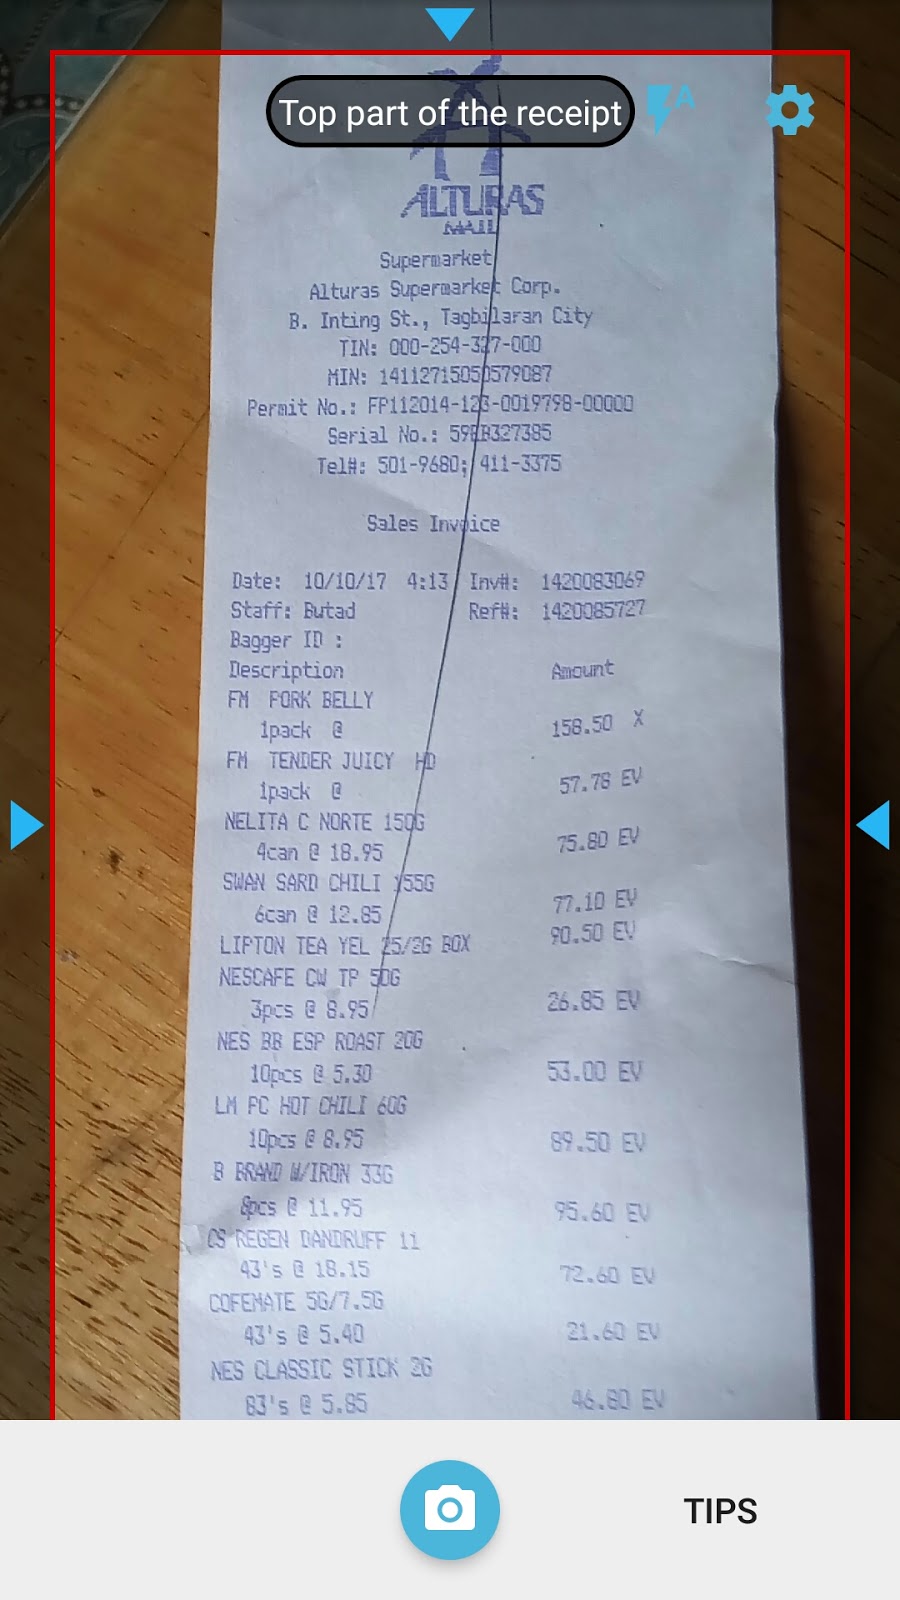 Top part of the receipt
A
ALTURAS
MALL
Supermarket
Alturas Supermarket Corp.
B. Inting St., Tagbilaran City
TIN: 000-254-327-000
MIN: 14112715050579087
Permit No.: FP112014-123-0019798-00000
Serial No.: 59EB327385
Tel#: 501-9680; 411-3375
Sales Invoice
Date: 10/10/17 4:13 Inv#: 1420083069
Staff: Butad Ref#: 1420085727
Bagger ID :
Description Amount
FM PORK BELLY
1pack @ 158.50 X
FM TENDER JUICY HD
1pack @ 57.78 EV
NELITA C NORTE 150G
4can @ 18.95 75.80 EV
SWAN SARD CHILI 155G
6can @ 12.85 77.10 EV
LIPTON TEA YEL 25/2G BOX 90.50 EV
NESCAFE CW TP 50G
3pcs @ 8.95 26.85 EV
NES BB ESP ROAST 20G
10pcs @ 5.30 53.00 EV
LM PC HOT CHILI 60G
10pcs @ 8.95 89.50 EV
B BRAND W/IRON 33G
8pcs @ 11.95 95.60 EV
CS REGEN DANDRUFF 11
43's @ 18.15 72.60 EV
COFEMATE 5G/7.5G
43's @ 5.40 21.60 EV
NES CLASSIC STICK 2G
83's @ 5.85 46.80 EV
TIPS